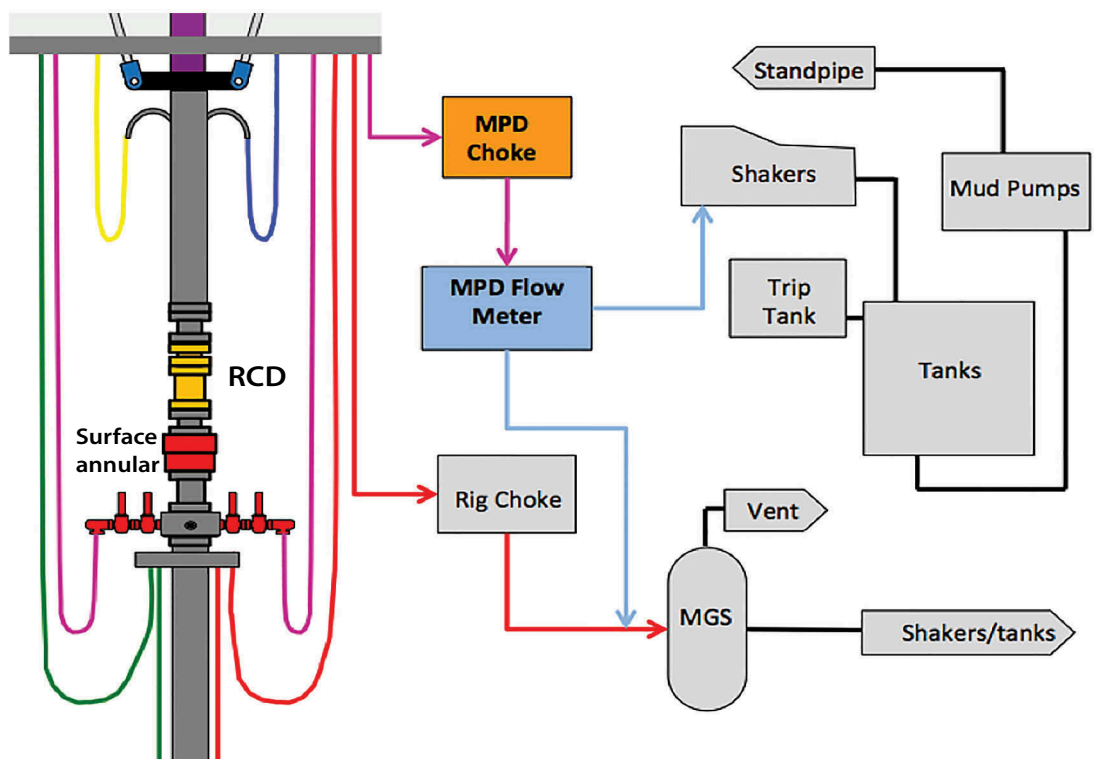 Standpipe
MPD
Choke
Shakers
Mud Pumps
MPD Flow
Meter
Trip
Tank
RCD
Tanks
Surface
annular
Rig Choke
Vent
MGS
Shakers/tanks